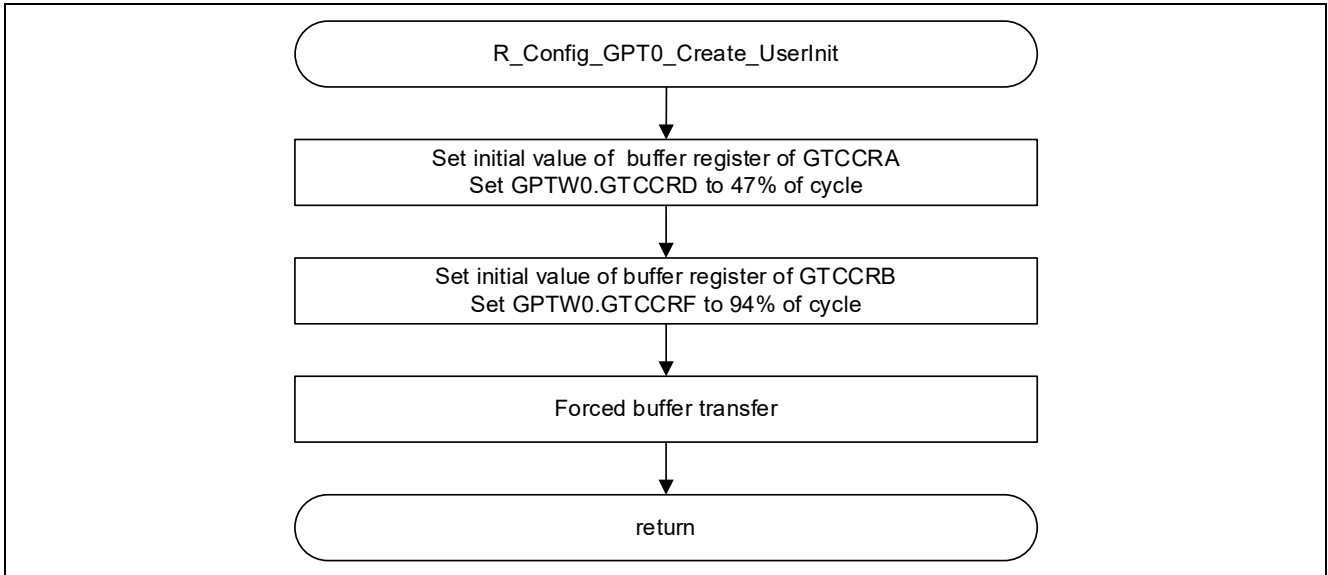 R_Config_GPT0_Create_UserInit
Set initial value of  buffer register of GTCCRA
Set GPTW0.GTCCRD to 47% of cycle
Set initial value of buffer register of GTCCRB
Set GPTW0.GTCCRF to 94% of cycle
Forced buffer transfer
return